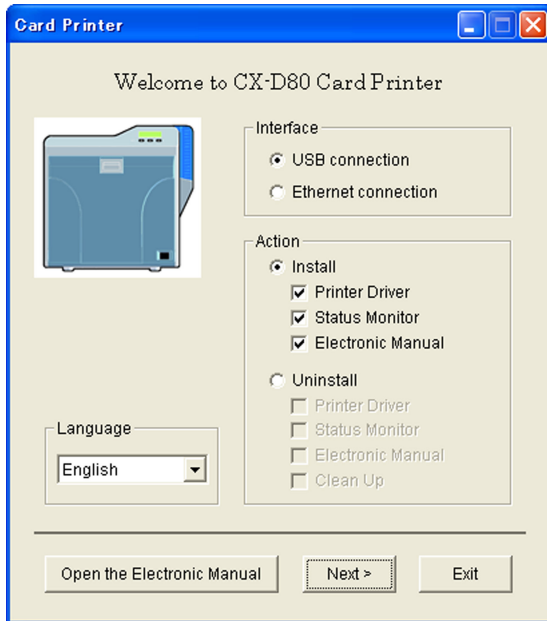 Card Printer
Welcome to CX-D80 Card Printer
Interface
USB connection
Ethernet connection
Action
Install
Printer Driver
Status Monitor
Electronic Manual
Uninstall
Printer Driver
Status Monitor
Electronic Manual
Clean Up
Language
English
Open the Electronic Manual
Next >
Exit